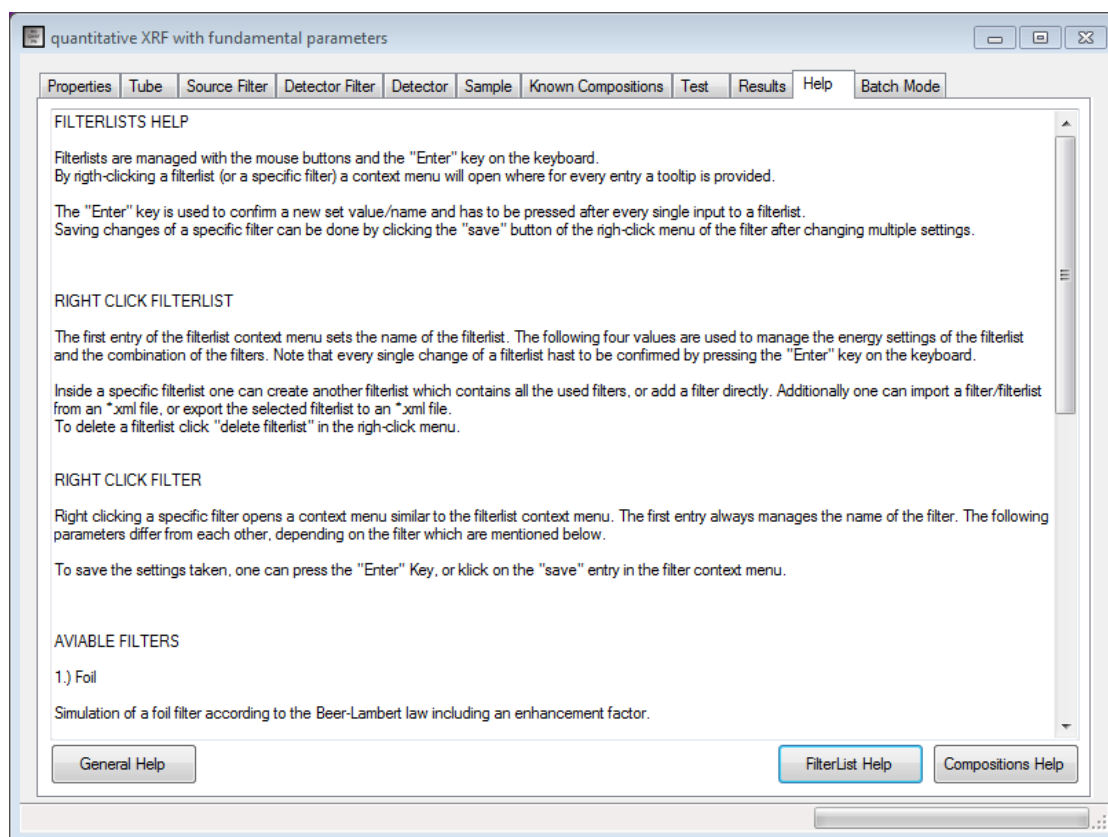 quantitative XRF with fundamental parameters
Properties Tube Source Filter Detector Filter Detector Sample Known Compositions Test Results Help Batch Mode
FILTERLISTS HELP
Filterlists are managed with the mouse buttons and the "Enter" key on the keyboard.
By rigth-clicking a filterlist (or a specific filter) a context menu will open where for every entry a tooltip is provided.
The "Enter" key is used to confirm a new set value/name and has to be pressed after every single input to a filterlist.
Saving changes of a specific filter can be done by clicking the "save" button of the righ-click menu of the filter after changing multiple settings.
RIGHT CLICK FILTERLIST
The first entry of the filterlist context menu sets the name of the filterlist. The following four values are used to manage the energy settings of the filterlist
and the combination of the filters. Note that every single change of a filterlist hast to be confirmed by pressing the "Enter" key on the keyboard.
Inside a specific filterlist one can create another filterlist which contains all the used filters, or add a filter directly. Additionally one can import a filter/filterlist
from an *.xml file, or export the selected filterlist to an *.xml file.
To delete a filterlist click "delete filterlist" in the righ-click menu.
RIGHT CLICK FILTER
Right clicking a specific filter opens a context menu similar to the filterlist context menu. The first entry always manages the name of the filter. The following
parameters differ from each other, depending on the filter which are mentioned below.
To save the settings taken, one can press the "Enter" Key, or klick on the "save" entry in the filter context menu.
AVIABLE FILTERS
1.) Foil
Simulation of a foil filter according to the Beer-Lambert law including an enhancement factor.
General Help FilterList Help Compositions Help